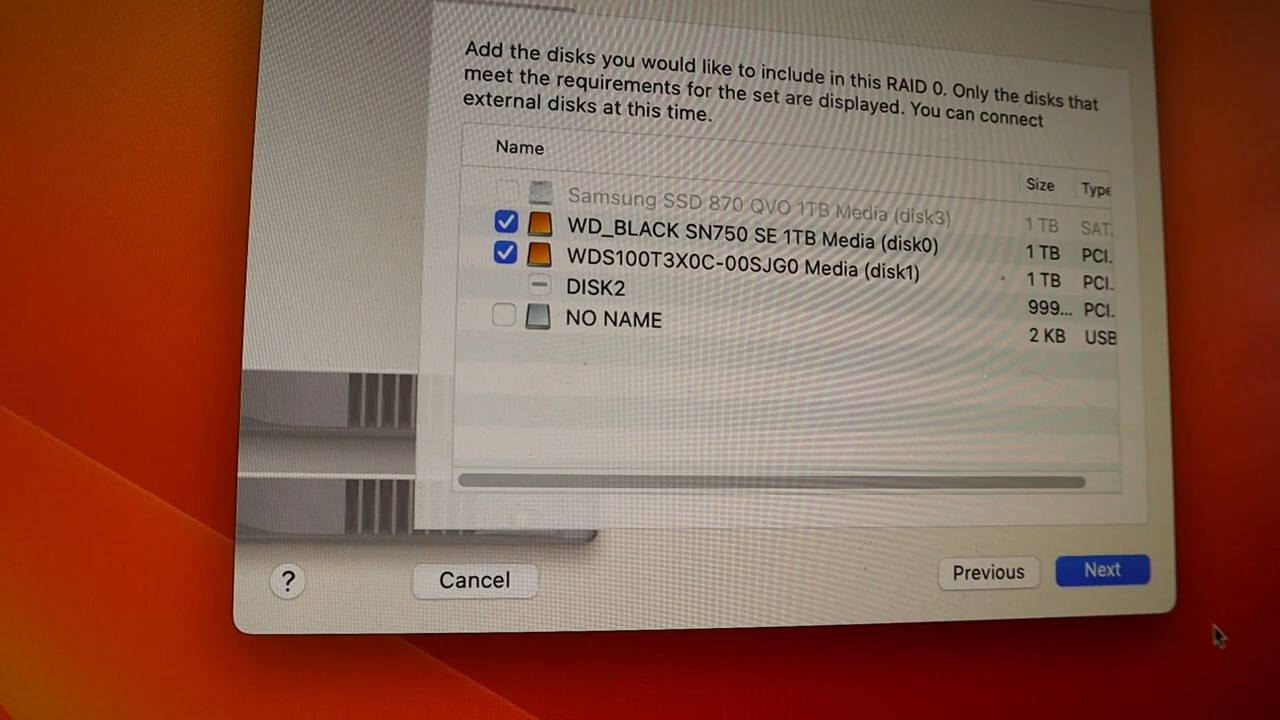 Add the disks you would like to include in this RAID 0. Only the disks that
meet the requirements for the set are displayed. You can connect
external disks at this time.
Name Size Type
Samsung SSD 870 QVO 1TB Media (disk3) 1 TB SAT.
WD_BLACK SN750 SE 1TB Media (disk0) 1 TB PCI.
WDS100T3X0C-00SJG0 Media (disk1) 1 TB PCI.
DISK2 999... PCI.
NO NAME 2 KB USB
? Cancel Previous Next